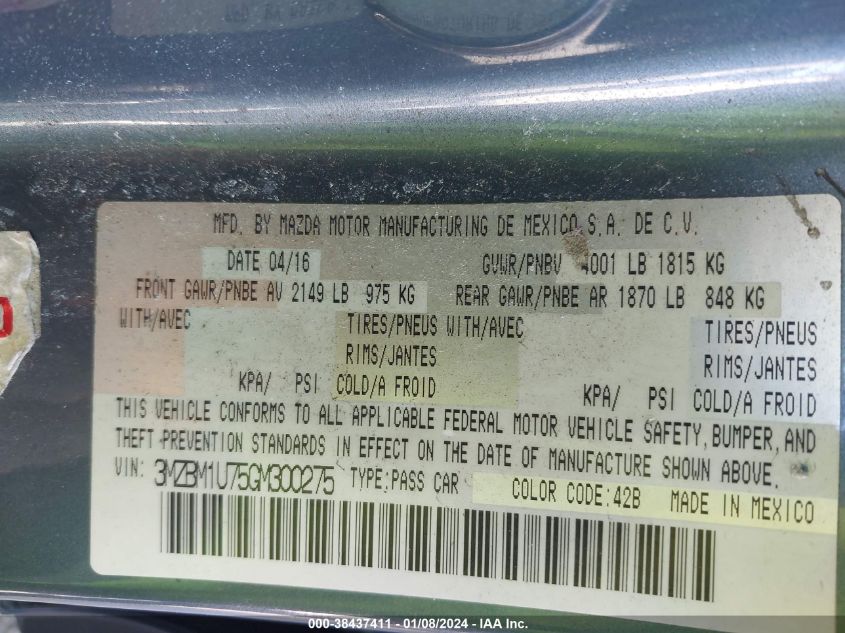 MFD. BY MAZDA MOTOR MANUFACTURING DE MEXICO S.A. DE C.V.
DATE 04/16 GVWR/PNBV 4001 LB 1815 KG
FRONT GAWR/PNBE AV 2149 LB 975 KG REAR GAWR/PNBE AR 1870 LB 848 KG
WITH/AVEC TIRES/PNEUS WITH/AVEC TIRES/PNEUS
RIMS/JANTES RIMS/JANTES
KPA/ PSI COLD/A FROID KPA/ PSI COLD/A FROID
THIS VEHICLE CONFORMS TO ALL APPLICABLE FEDERAL MOTOR VEHICLE SAFETY, BUMPER, AND
THEFT PREVENTION STANDARDS IN EFFECT ON THE DATE OF MANUFACTURE SHOWN ABOVE.
VIN: 3MZBM1U75GM300275 TYPE:PASS CAR COLOR CODE:42B MADE IN MEXICO
000-38437411 - 01/08/2024 - IAA Inc.